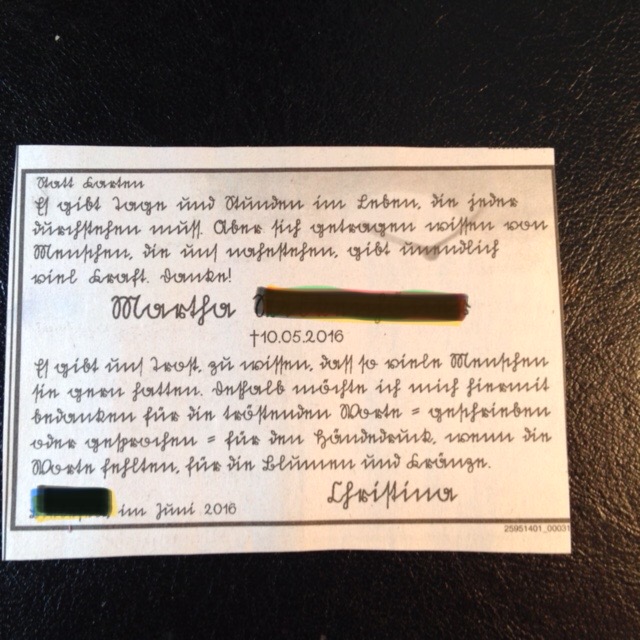 Statt Karten
Es gibt Tage und Stunden im Leben, die jeder
durchstehen muss. Aber sich getragen wissen von
Menschen, die uns nahestehen, gibt unendlich
viel Kraft. Danke!
Martha
†10.05.2016
Es gibt uns Trost, zu wissen, dass so viele Menschen
sie gern hatten. Deshalb möchte ich mich hiermit
bedanken für die tröstenden Worte = geschrieben
oder gesprochen = für den Händedruck, wenn die
Worte fehlten, für die Blumen und Kränze.
Christina
im Juni 2016
25951401_00031